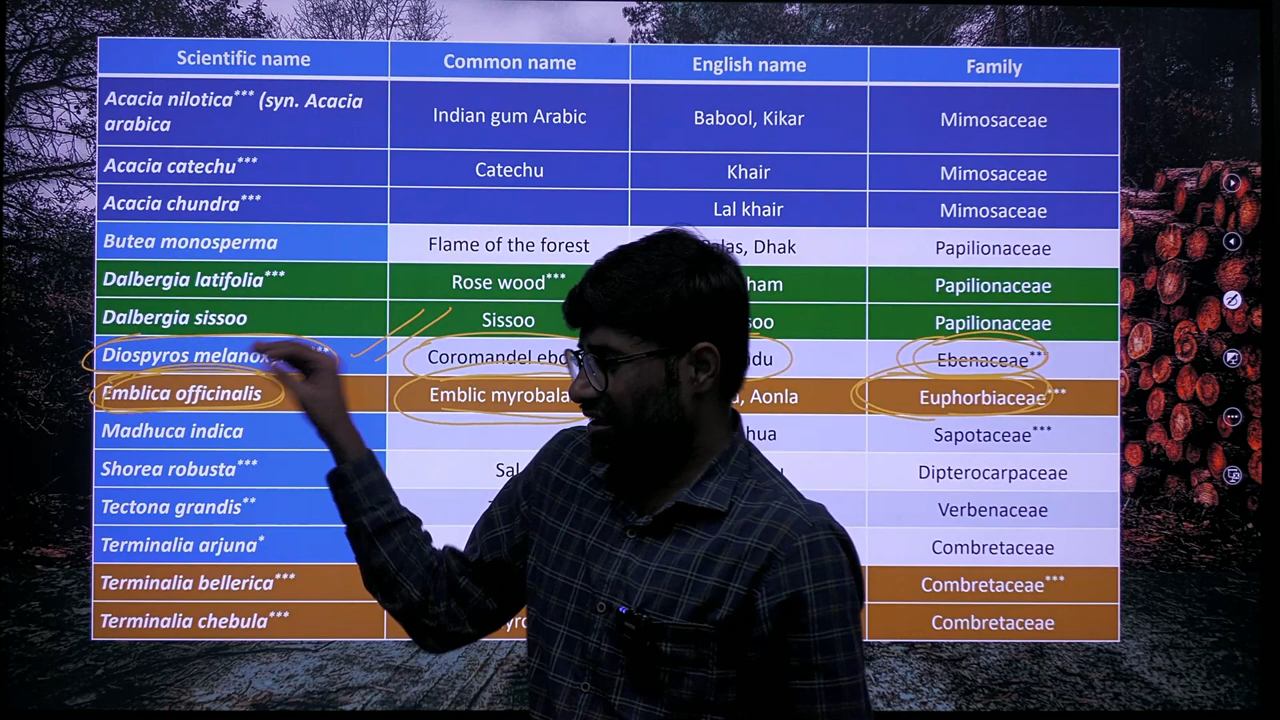 Scientific name Common name English name Family
Acacia nilotica*** (syn. Acacia
arabica Indian gum Arabic Babool, Kikar Mimosaceae
Acacia catechu*** Catechu Khair Mimosaceae
Acacia chundra*** Lal khair Mimosaceae
Butea monosperma Flame of the forest Dhak Papilionaceae
Dalbergia latifolia*** Rose wood*** Papilionaceae
Dalbergia sissoo Sissoo Papilionaceae
Diospyros Coromandel Ebenaceae***
Emblica officinalis Emblic Aonla Euphorbiaceae***
Madhuca indica Sapotaceae***
Shorea robusta*** Sal Dipterocarpaceae
Tectona grandis** Verbenaceae
Terminalia arjuna* Combretaceae
Terminalia bellerica*** Combretaceae***
Terminalia chebula*** Combretaceae